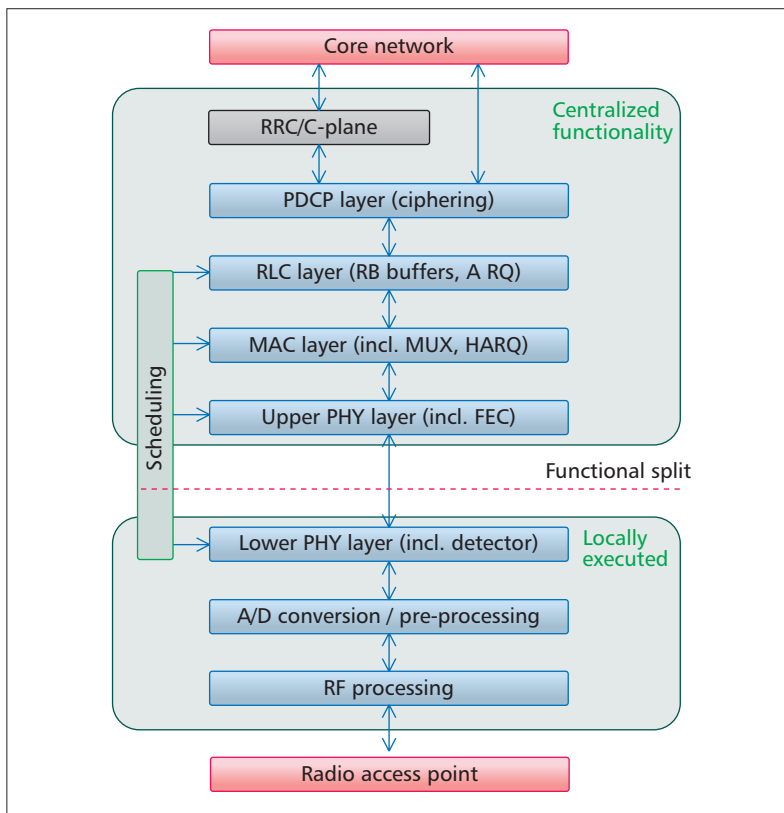 Core network
Centralized
functionality
RRC/C-plane
PDCP layer (ciphering)
RLC layer (RB buffers, A RQ)
MAC layer (incl. MUX, HARQ)
Upper PHY layer (incl. FEC)
Scheduling
Functional split
Lower PHY layer (incl. detector)
Locally
executed
A/D conversion / pre-processing
RF processing
Radio access point